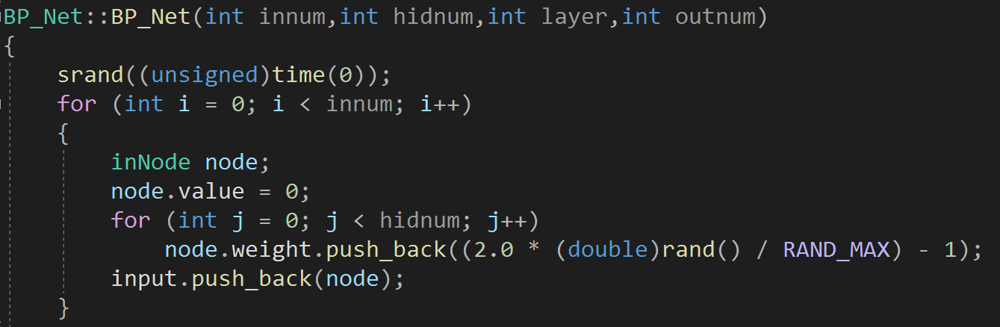 BP_Net::BP_Net(int innum,int hidnum,int layer,int outnum)
{
    srand((unsigned)time(0));
    for (int i = 0; i < innum; i++)
    {
        inNode node;
        node.value = 0;
        for (int j = 0; j < hidnum; j++)
            node.weight.push_back((2.0 * (double)rand() / RAND_MAX) - 1);
        input.push_back(node);
    }